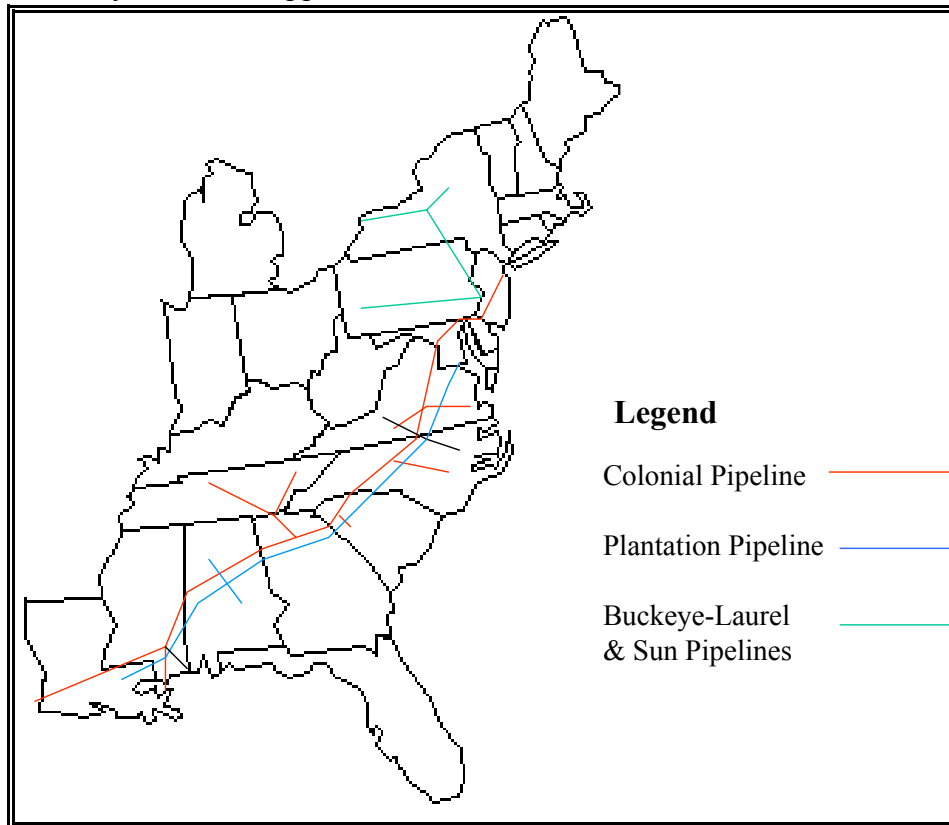 Legend
Colonial Pipeline
Plantation Pipeline
Buckeye-Laurel
& Sun Pipelines